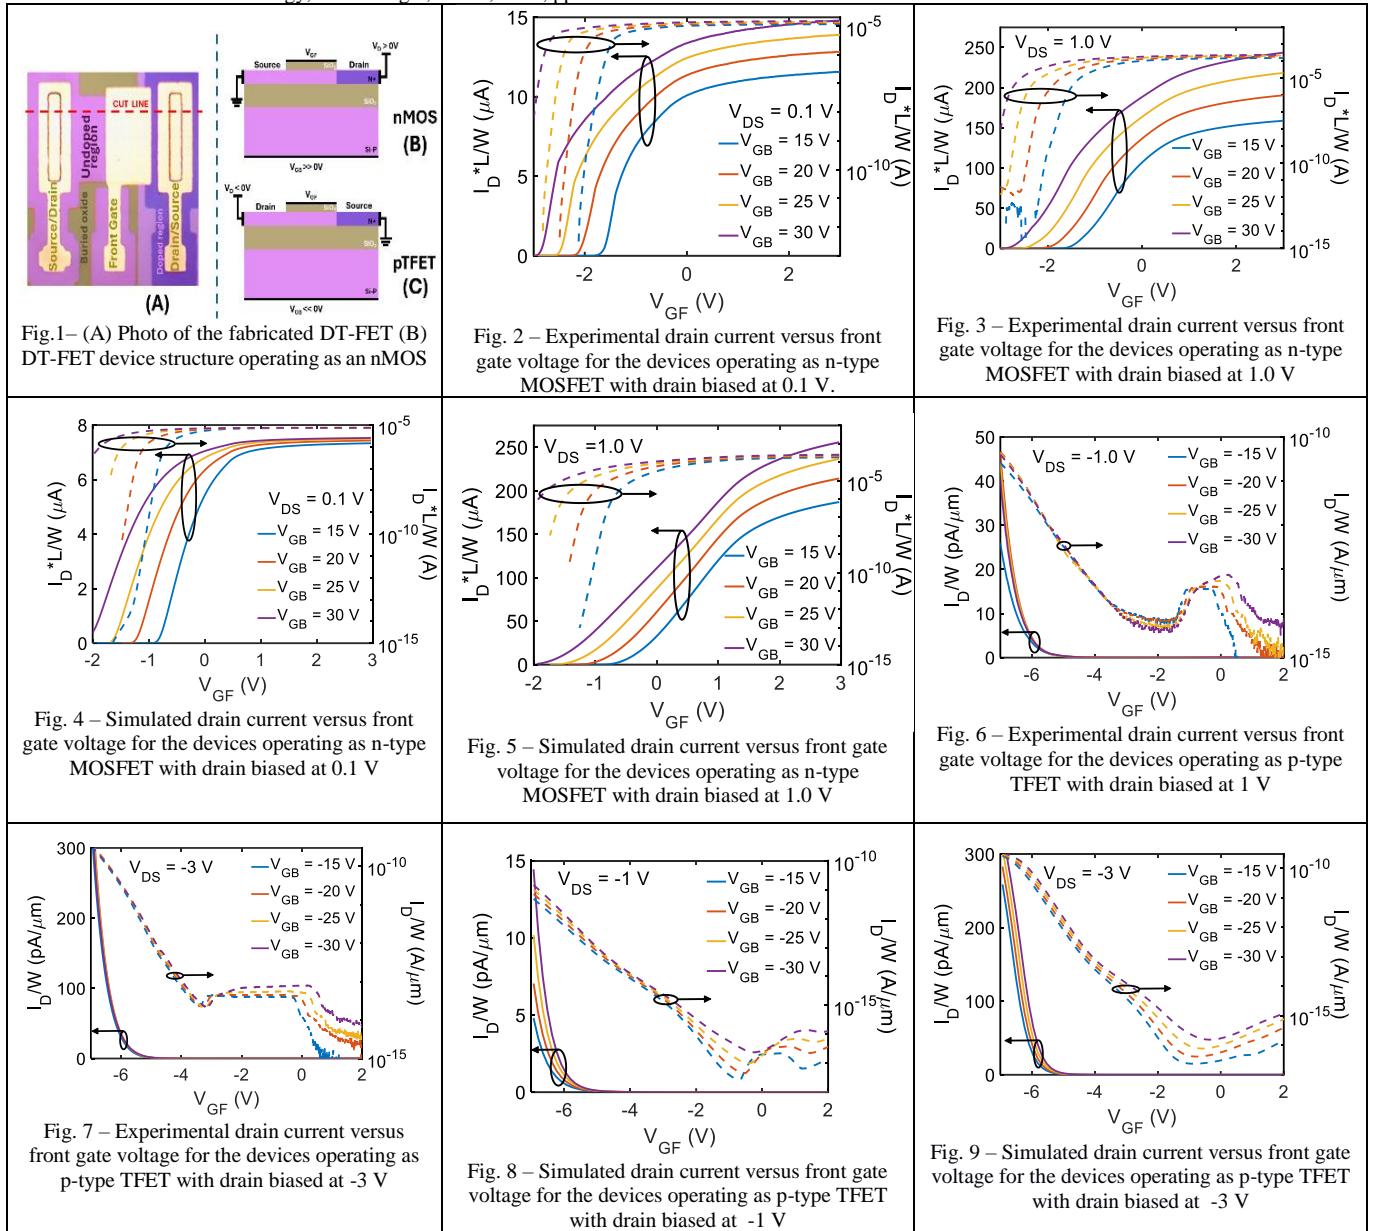 V_GF
V_D>0V
Source
SiO₂
Drain
N+
SiO₂
nMOS
Si-P
(B)
V_GB >> 0V
V_D<0V
V_GF
Drain
SiO₂
Source
N+
SiO₂
pTFET
Si-P
(C)
V_GB << 0V
CUT LINE
Source/Drain
Buried oxide
Undoped
region
Front Gate
Doped region
Drain/Source
(A)
Fig.1– (A) Photo of the fabricated DT-FET (B)
DT-FET device structure operating as an nMOS
15
10
5
0
I_D*L/W (μA)
V_DS = 0.1 V
V_GB = 15 V
V_GB = 20 V
V_GB = 25 V
V_GB = 30 V
10^-5
10^-10
10^-15
I_D*L/W (A)
-2 0 2
V_GF (V)
Fig. 2 – Experimental drain current versus front
gate voltage for the devices operating as n-type
MOSFET with drain biased at 0.1 V.
250
200
150
100
50
0
I_D*L/W (μA)
V_DS = 1.0 V
V_GB = 15 V
V_GB = 20 V
V_GB = 25 V
V_GB = 30 V
10^-5
10^-10
10^-15
I_D*L/W (A)
-2 0 2
V_GF (V)
Fig. 3 – Experimental drain current versus front
gate voltage for the devices operating as n-type
MOSFET with drain biased at 1.0 V
8
6
4
2
0
I_D*L/W (μA)
V_DS = 0.1 V
V_GB = 15 V
V_GB = 20 V
V_GB = 25 V
V_GB = 30 V
10^-5
10^-10
10^-15
I_D*L/W (A)
-2 -1 0 1 2 3
V_GF (V)
Fig. 4 – Simulated drain current versus front
gate voltage for the devices operating as n-type
MOSFET with drain biased at 0.1 V
250
200
150
100
50
0
I_D*L/W (μA)
V_DS =1.0 V
V_GB = 15 V
V_GB = 20 V
V_GB = 25 V
V_GB = 30 V
10^-5
10^-10
10^-15
I_D*L/W (A)
-2 -1 0 1 2 3
V_GF (V)
Fig. 5 – Simulated drain current versus front gate
voltage for the devices operating as n-type
MOSFET with drain biased at 1.0 V
50
40
30
20
10
0
I_D/W (pA/μm)
V_DS = -1.0 V
V_GB = -15 V
V_GB = -20 V
V_GB = -25 V
V_GB = -30 V
10^-10
10^-15
I_D/W (A/μm)
-6 -4 -2 0 2
V_GF (V)
Fig. 6 – Experimental drain current versus front
gate voltage for the devices operating as p-type
TFET with drain biased at 1 V
300
200
100
0
I_D/W (pA/μm)
V_DS = -3 V
V_GB = -15 V
V_GB = -20 V
V_GB = -25 V
V_GB = -30 V
10^-10
10^-15
I_D/W (A/μm)
-6 -4 -2 0 2
V_GF (V)
Fig. 7 – Experimental drain current versus
front gate voltage for the devices operating as
p-type TFET with drain biased at -3 V
15
10
5
0
I_D/W (pA/μm)
V_DS = -1 V
V_GB = -15 V
V_GB = -20 V
V_GB = -25 V
V_GB = -30 V
10^-10
10^-15
I_D/W (A/μm)
-6 -4 -2 0 2
V_GF (V)
Fig. 8 – Simulated drain current versus front gate
voltage for the devices operating as p-type TFET
with drain biased at -1 V
300
200
100
0
I_D/W (pA/μm)
V_DS = -3 V
V_GB = -15 V
V_GB = -20 V
V_GB = -25 V
V_GB = -30 V
10^-10
10^-15
I_D/W (A/μm)
-6 -4 -2 0 2
V_GF (V)
Fig. 9 – Simulated drain current versus front gate
voltage for the devices operating as p-type TFET
with drain biased at -3 V